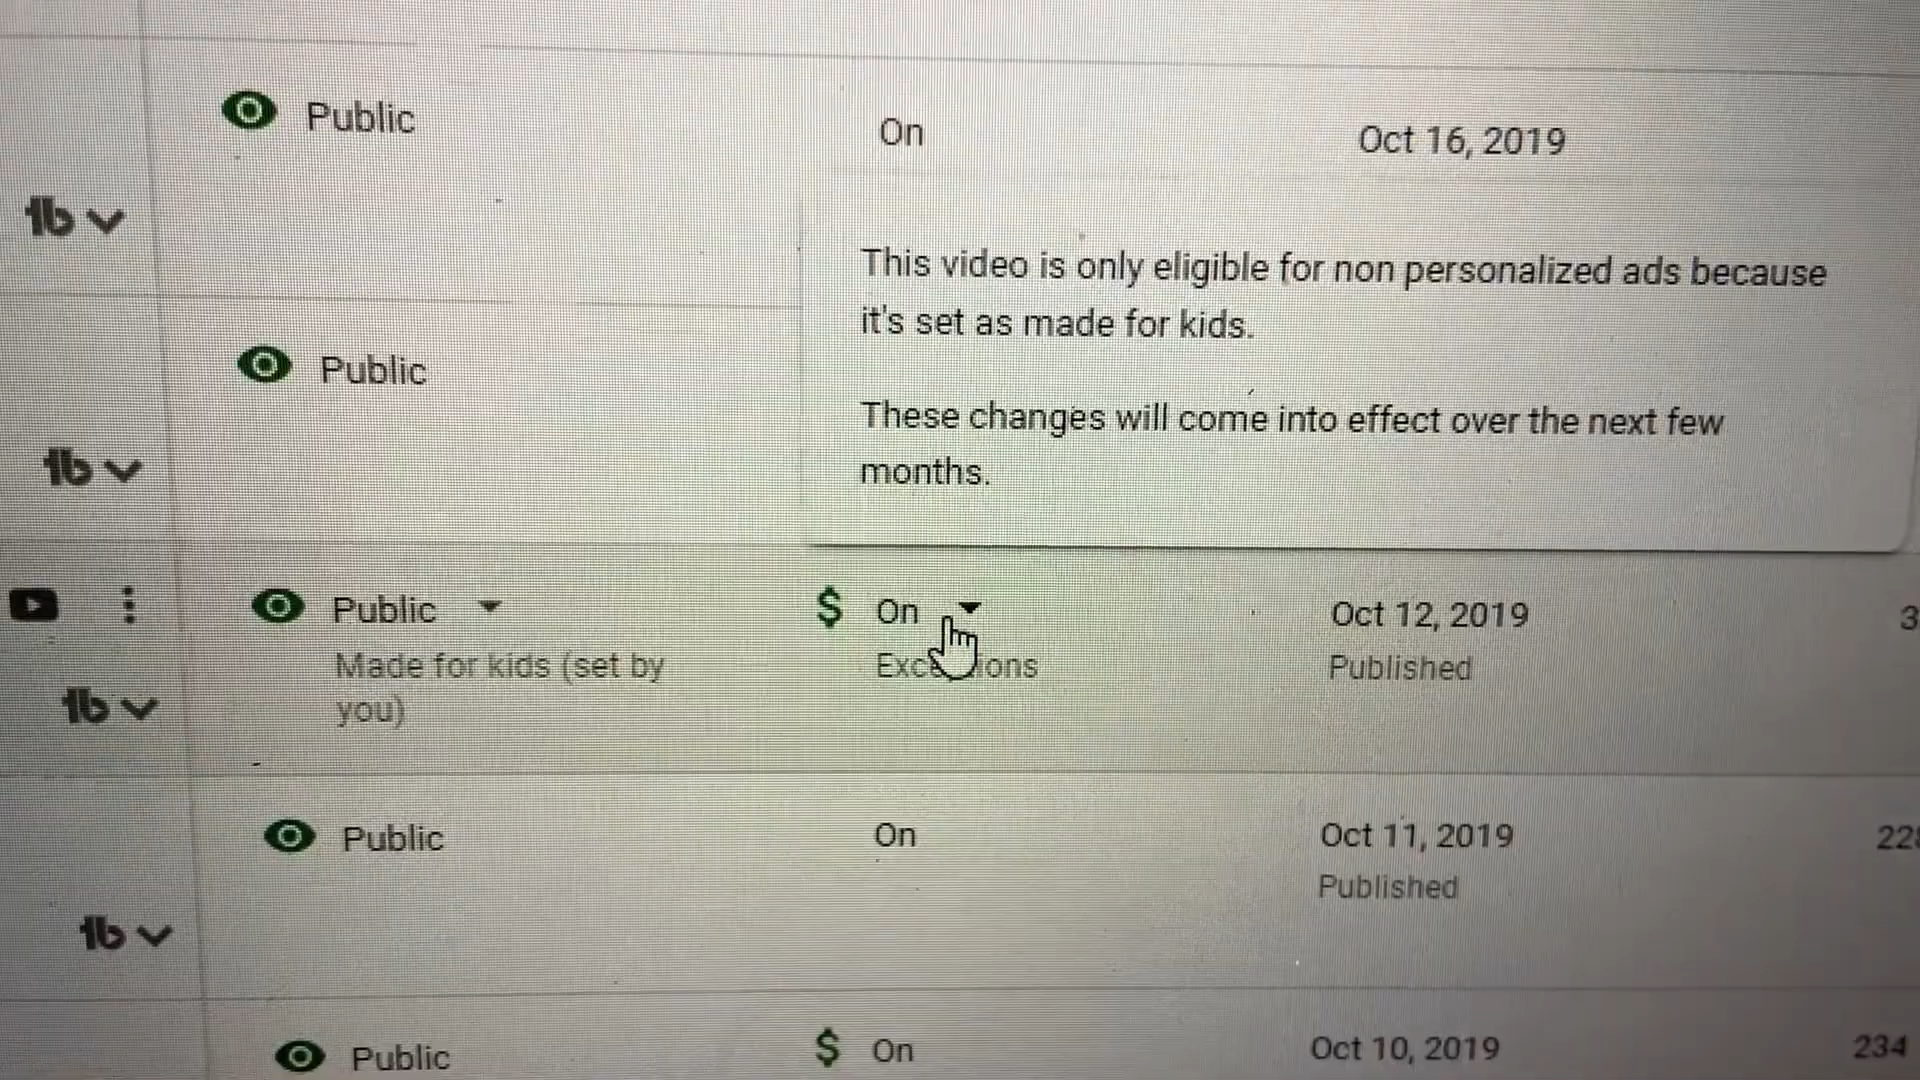 Public On Oct 16, 2019
This video is only eligible for non personalized ads because
it's set as made for kids.
Public
These changes will come into effect over the next few
months.
Public On Oct 12, 2019 3
Made for kids (set by Published
you)
Public On Oct 11, 2019 22
Published
Public $ On Oct 10, 2019 234